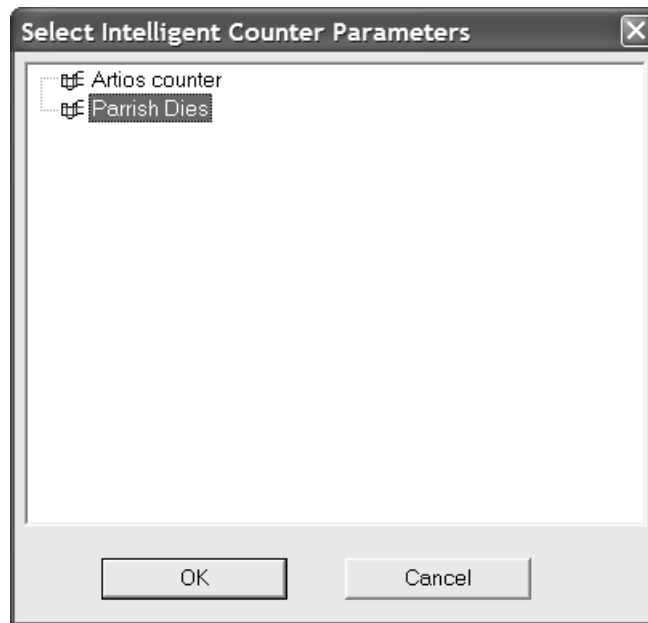 Select Intelligent Counter Parameters
Artios counter
Parrish Dies
OK
Cancel